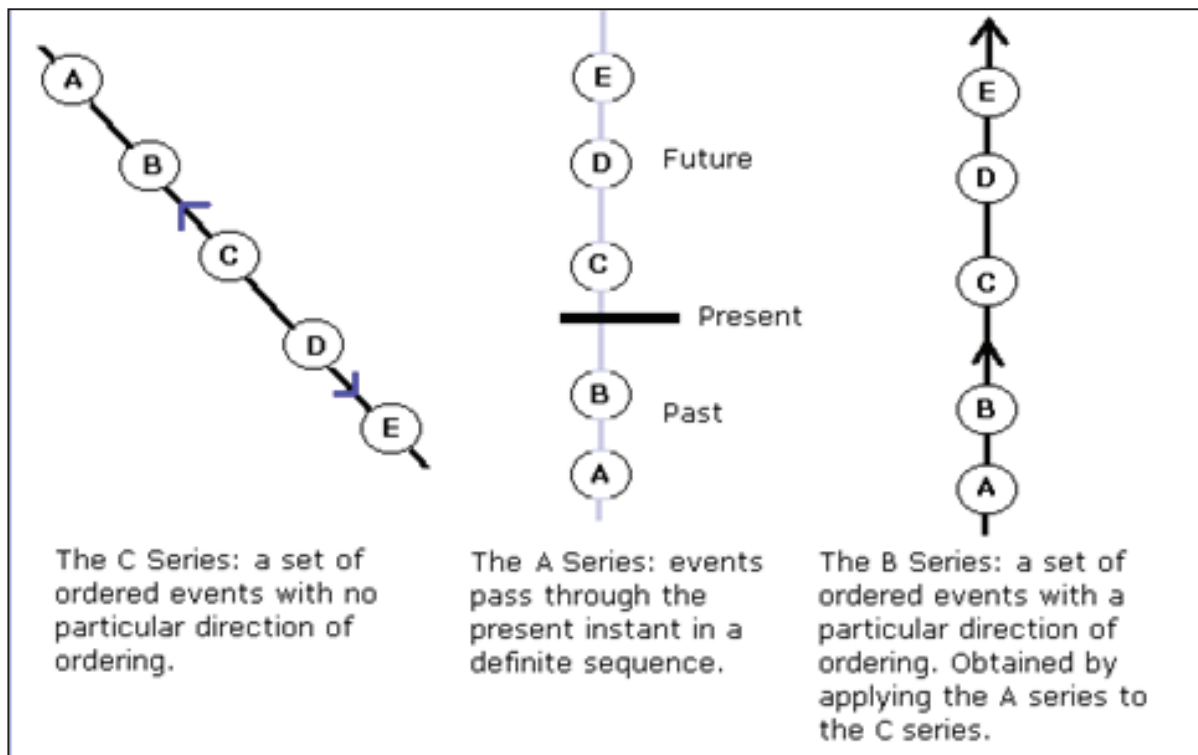 A
B
C
D
E
The C Series: a set of
ordered events with no
particular direction of
ordering.
E
D
Future
C
Present
B
Past
A
The A Series: events
pass through the
present instant in a
definite sequence.
E
D
C
B
A
The B Series: a set of
ordered events with a
particular direction of
ordering. Obtained by
applying the A series to
the C series.